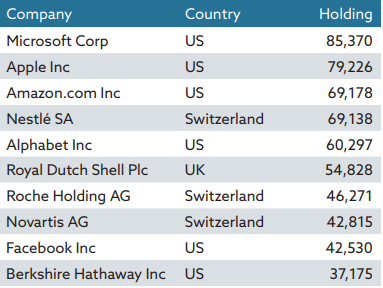 Company Country Holding
Microsoft Corp US 85,370
Apple Inc US 79,226
Amazon.com Inc US 69,178
Nestlé SA Switzerland 69,138
Alphabet Inc US 60,297
Royal Dutch Shell Plc UK 54,828
Roche Holding AG Switzerland 46,271
Novartis AG Switzerland 42,815
Facebook Inc US 42,530
Berkshire Hathaway Inc US 37,175